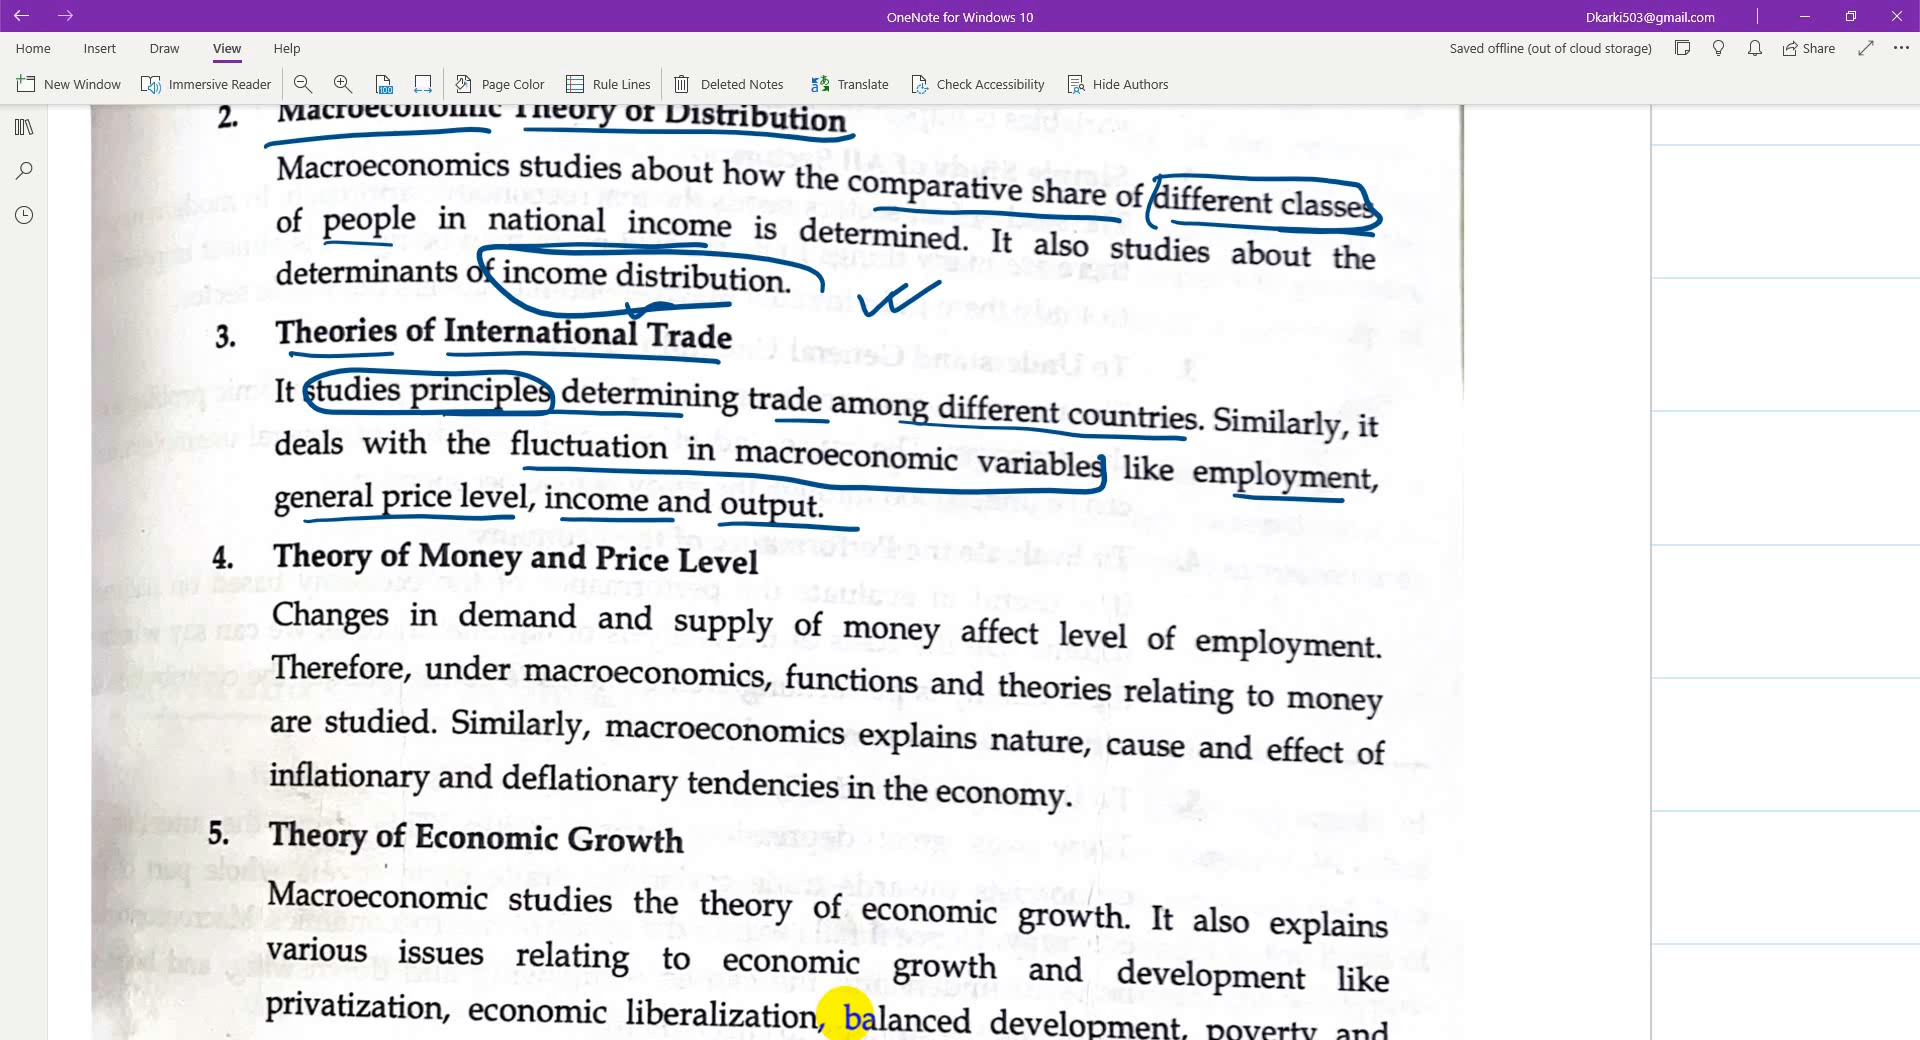 OneNote for Windows 10
Dkarki503@gmail.com
Home Insert Draw View Help
Saved offline (out of cloud storage)
Share
New Window Immersive Reader 100 Page Color Rule Lines Deleted Notes Translate Check Accessibility Hide Authors
2. Macroeconomic Theory of Distribution
Macroeconomics studies about how the comparative share of different classes
of people in national income is determined. It also studies about the
determinants of income distribution.
3. Theories of International Trade
It studies principles determining trade among different countries. Similarly, it
deals with the fluctuation in macroeconomic variables like employment,
general price level, income and output.
4. Theory of Money and Price Level
Changes in demand and supply of money affect level of employment.
Therefore, under macroeconomics, functions and theories relating to money
are studied. Similarly, macroeconomics explains nature, cause and effect of
inflationary and deflationary tendencies in the economy.
5. Theory of Economic Growth
Macroeconomic studies the theory of economic growth. It also explains
various issues relating to economic growth and development like
privatization, economic liberalization, balanced development, poverty and